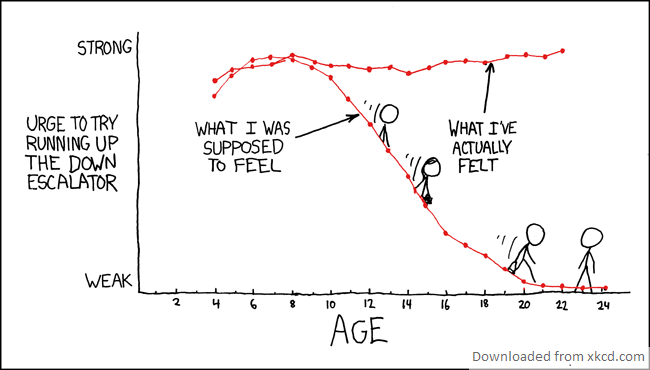 STRONG
URGE TO TRY
RUNNING UP
THE DOWN
ESCALATOR
WEAK
WHAT I WAS
SUPPOSED
TO FEEL
WHAT I'VE
ACTUALLY
FELT
2 4 6 8 10 12 14 16 18 20 22 24
AGE
Downloaded from xkcd.com